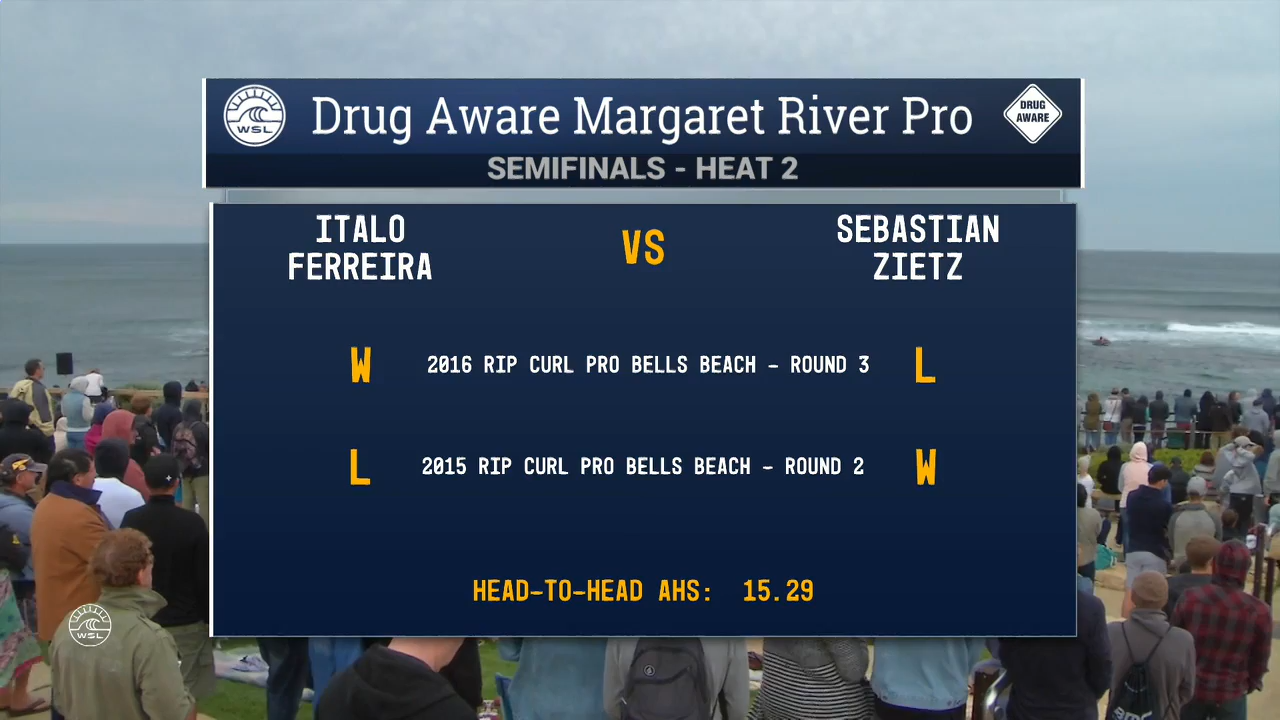 WSL
Drug Aware Margaret River Pro
DRUG
AWARE
SEMIFINALS - HEAT 2
ITALO
FERREIRA
VS
SEBASTIAN
ZIETZ
W 2016 RIP CURL PRO BELLS BEACH - ROUND 3 L
L 2015 RIP CURL PRO BELLS BEACH - ROUND 2 W
HEAD-TO-HEAD AHS: 15.29
WSL